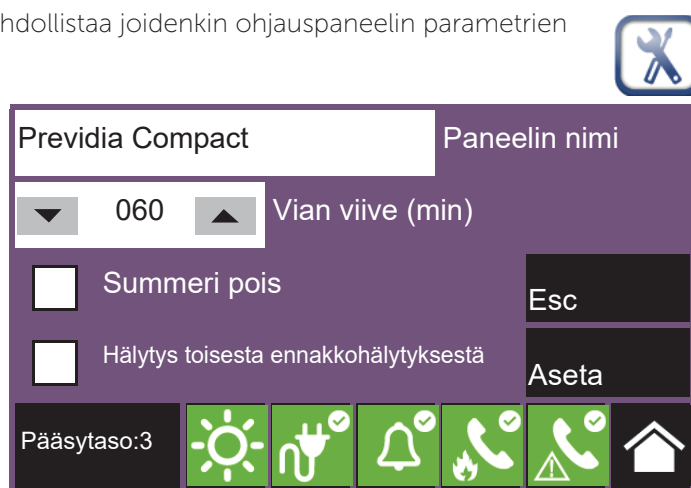 hdollistaa joidenkin ohjauspaneelin parametrien
Previdia Compact Paneelin nimi
060 Vian viive (min)
Summeri pois
Esc
Hälytys toisesta ennakkohälytyksestä
Aseta
Pääsytaso:3